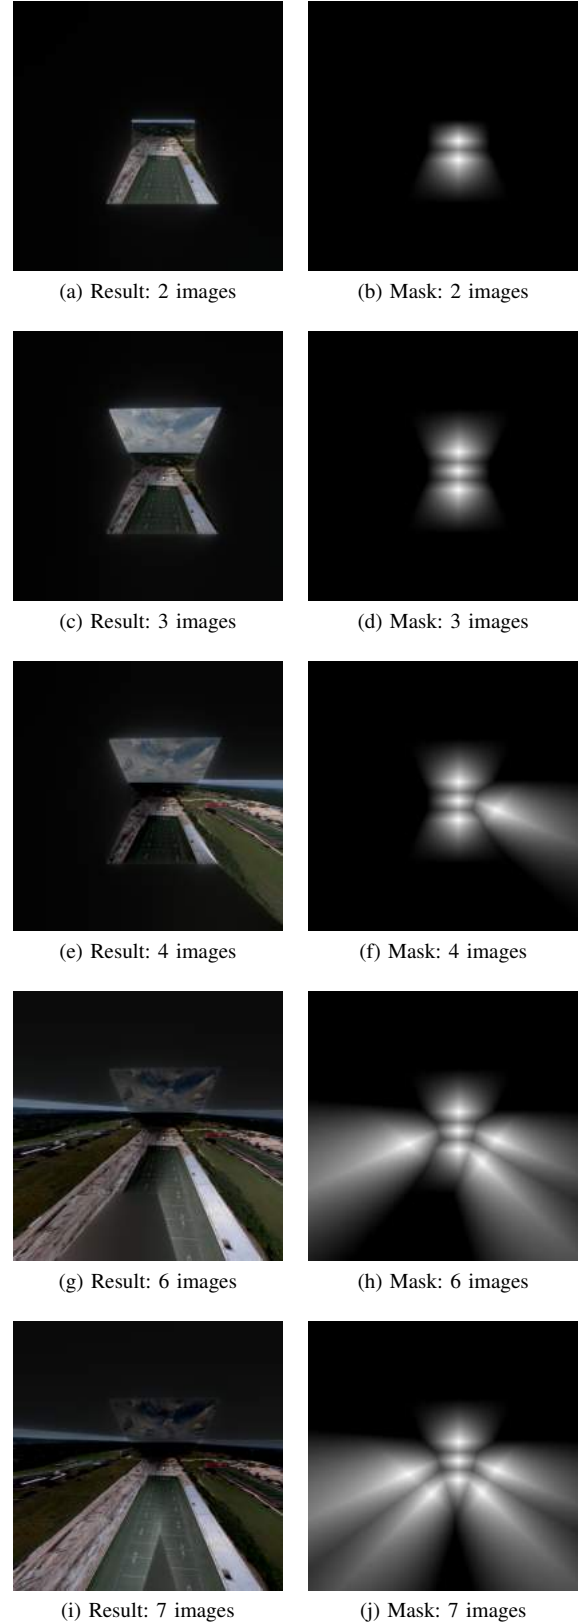 (a) Result: 2 images
(b) Mask: 2 images
(c) Result: 3 images
(d) Mask: 3 images
(e) Result: 4 images
(f) Mask: 4 images
(g) Result: 6 images
(h) Mask: 6 images
(i) Result: 7 images
(j) Mask: 7 images